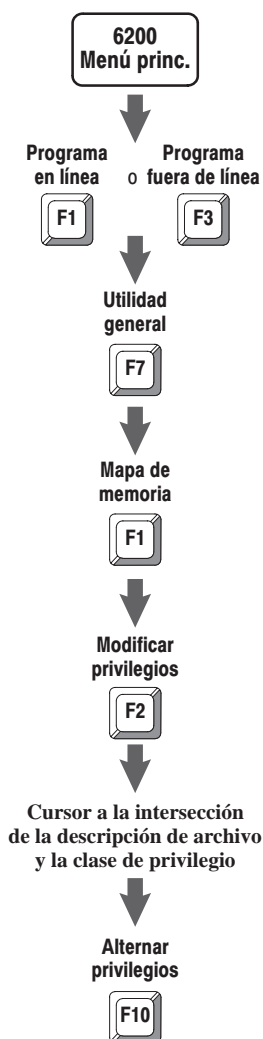 6200
Menú princ.
Programa
en línea
o
Programa
fuera de línea
F1
F3
Utilidad
general
F7
Mapa de
memoria
F1
Modificar
privilegios
F2
Cursor a la intersección
de la descripción de archivo
y la clase de privilegio
Alternar
privilegios
F10